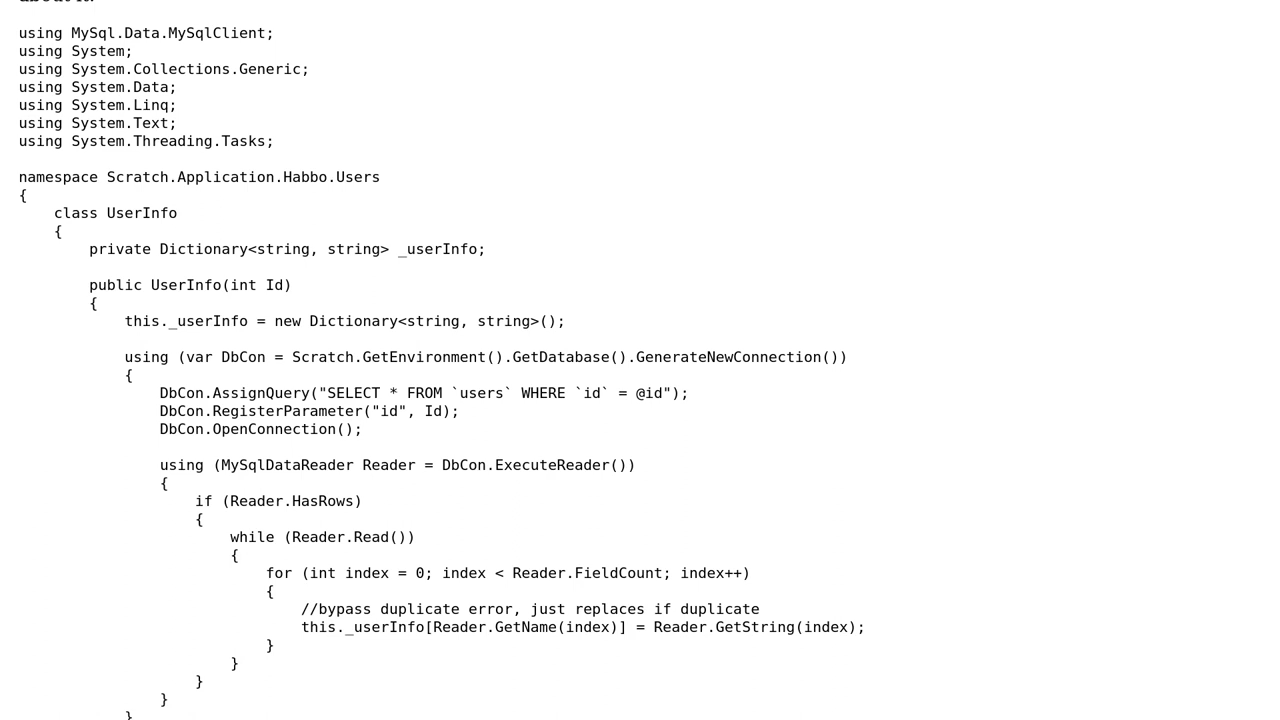 about it.
using MySql.Data.MySqlClient;
using System;
using System.Collections.Generic;
using System.Data;
using System.Linq;
using System.Text;
using System.Threading.Tasks;

namespace Scratch.Application.Habbo.Users
{
    class UserInfo
    {
        private Dictionary<string, string> _userInfo;

        public UserInfo(int Id)
        {
            this._userInfo = new Dictionary<string, string>();

            using (var DbCon = Scratch.GetEnvironment().GetDatabase().GenerateNewConnection())
            {
                DbCon.AssignQuery("SELECT * FROM `users` WHERE `id` = @id");
                DbCon.RegisterParameter("id", Id);
                DbCon.OpenConnection();

                using (MySqlDataReader Reader = DbCon.ExecuteReader())
                {
                    if (Reader.HasRows)
                    {
                        while (Reader.Read())
                        {
                            for (int index = 0; index < Reader.FieldCount; index++)
                            {
                                //bypass duplicate error, just replaces if duplicate
                                this._userInfo[Reader.GetName(index)] = Reader.GetString(index);
                            }
                        }
                    }
                }
            }